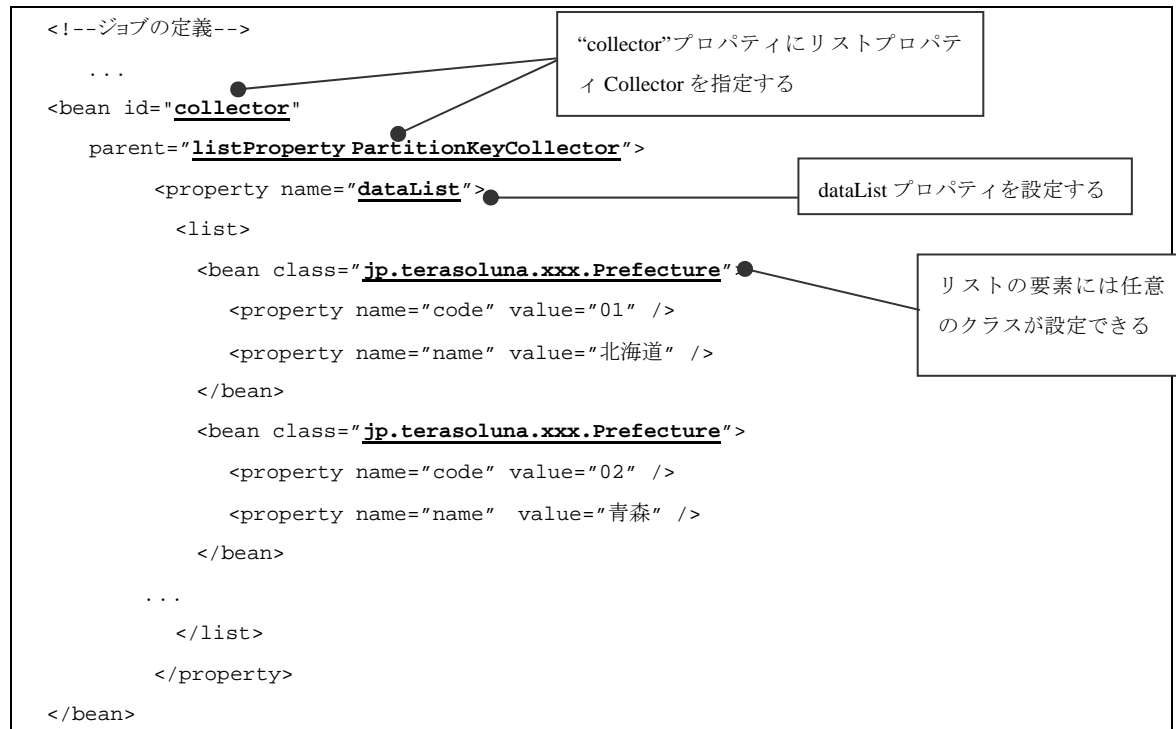 <!--ジョブの定義-->
“collector”プロパティにリストプロパテ
ィ Collector を指定する
...
<bean id="collector"
parent="listProperty PartitionKeyCollector">
<property name="dataList">
dataList プロパティを設定する
<list>
<bean class="jp.terasoluna.xxx.Prefecture">
リストの要素には任意
のクラスが設定できる
<property name="code" value="01" />
<property name="name" value="北海道" />
</bean>
<bean class="jp.terasoluna.xxx.Prefecture">
<property name="code" value="02" />
<property name="name" value="青森" />
</bean>
...
</list>
</property>
</bean>